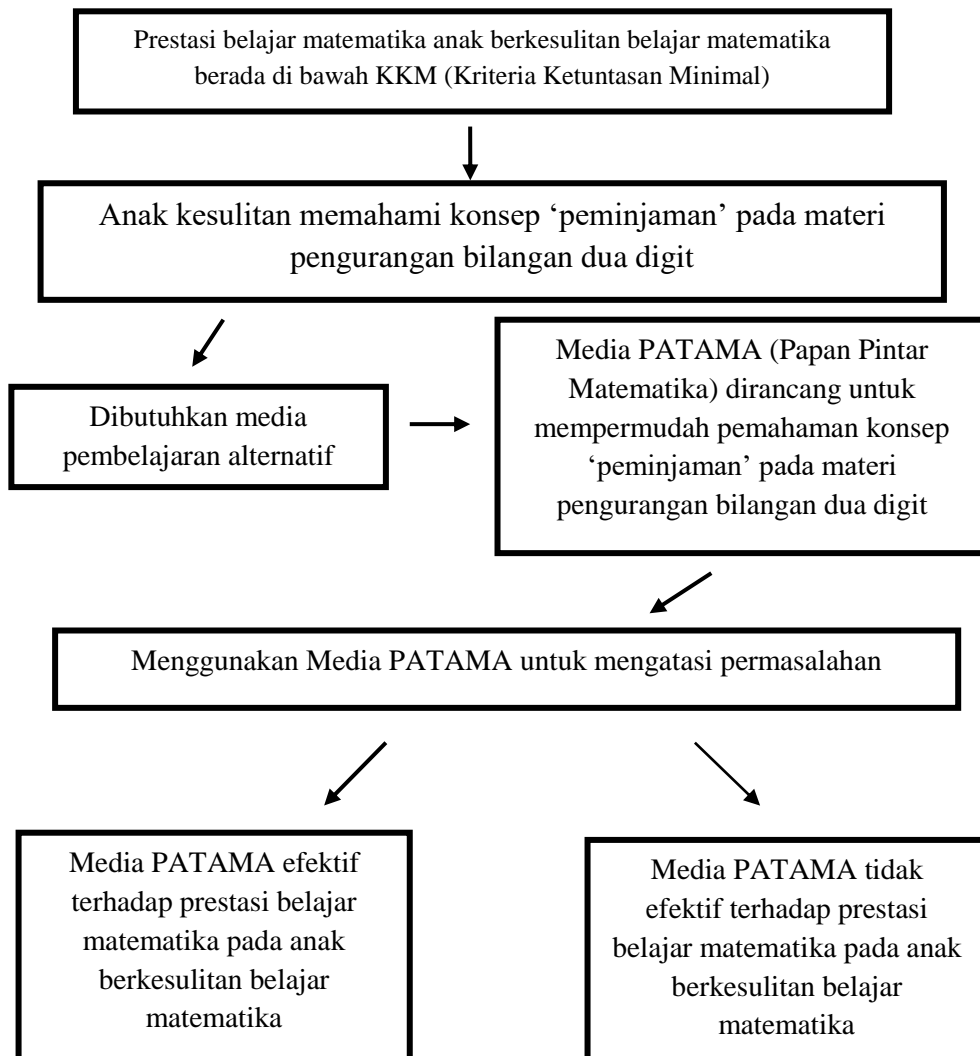 Prestasi belajar matematika anak berkesulitan belajar matematika
berada di bawah KKM (Kriteria Ketuntasan Minimal)
Anak kesulitan memahami konsep ‘peminjaman’ pada materi
pengurangan bilangan dua digit
Dibutuhkan media
pembelajaran alternatif
Media PATAMA (Papan Pintar
Matematika) dirancang untuk
mempermudah pemahaman konsep
‘peminjaman’ pada materi
pengurangan bilangan dua digit
Menggunakan Media PATAMA untuk mengatasi permasalahan
Media PATAMA efektif
terhadap prestasi belajar
matematika pada anak
berkesulitan belajar
matematika
Media PATAMA tidak
efektif terhadap prestasi
belajar matematika pada anak
berkesulitan belajar
matematika